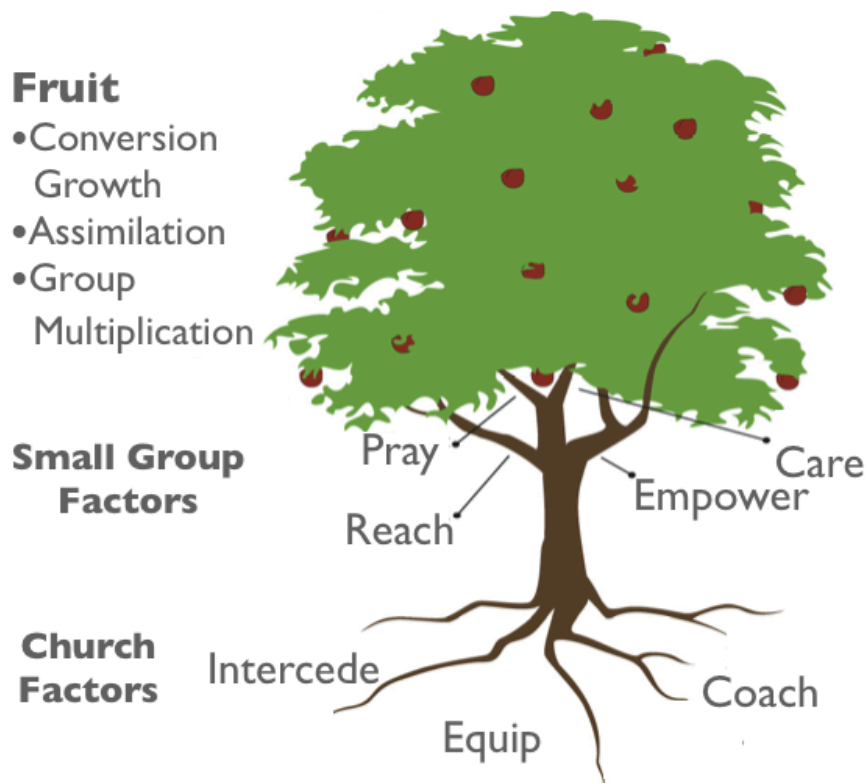 Fruit
•Conversion
Growth
•Assimilation
•Group
Multiplication
Small Group
Factors
Pray
Reach
Care
Empower
Church
Factors
Intercede
Equip
Coach